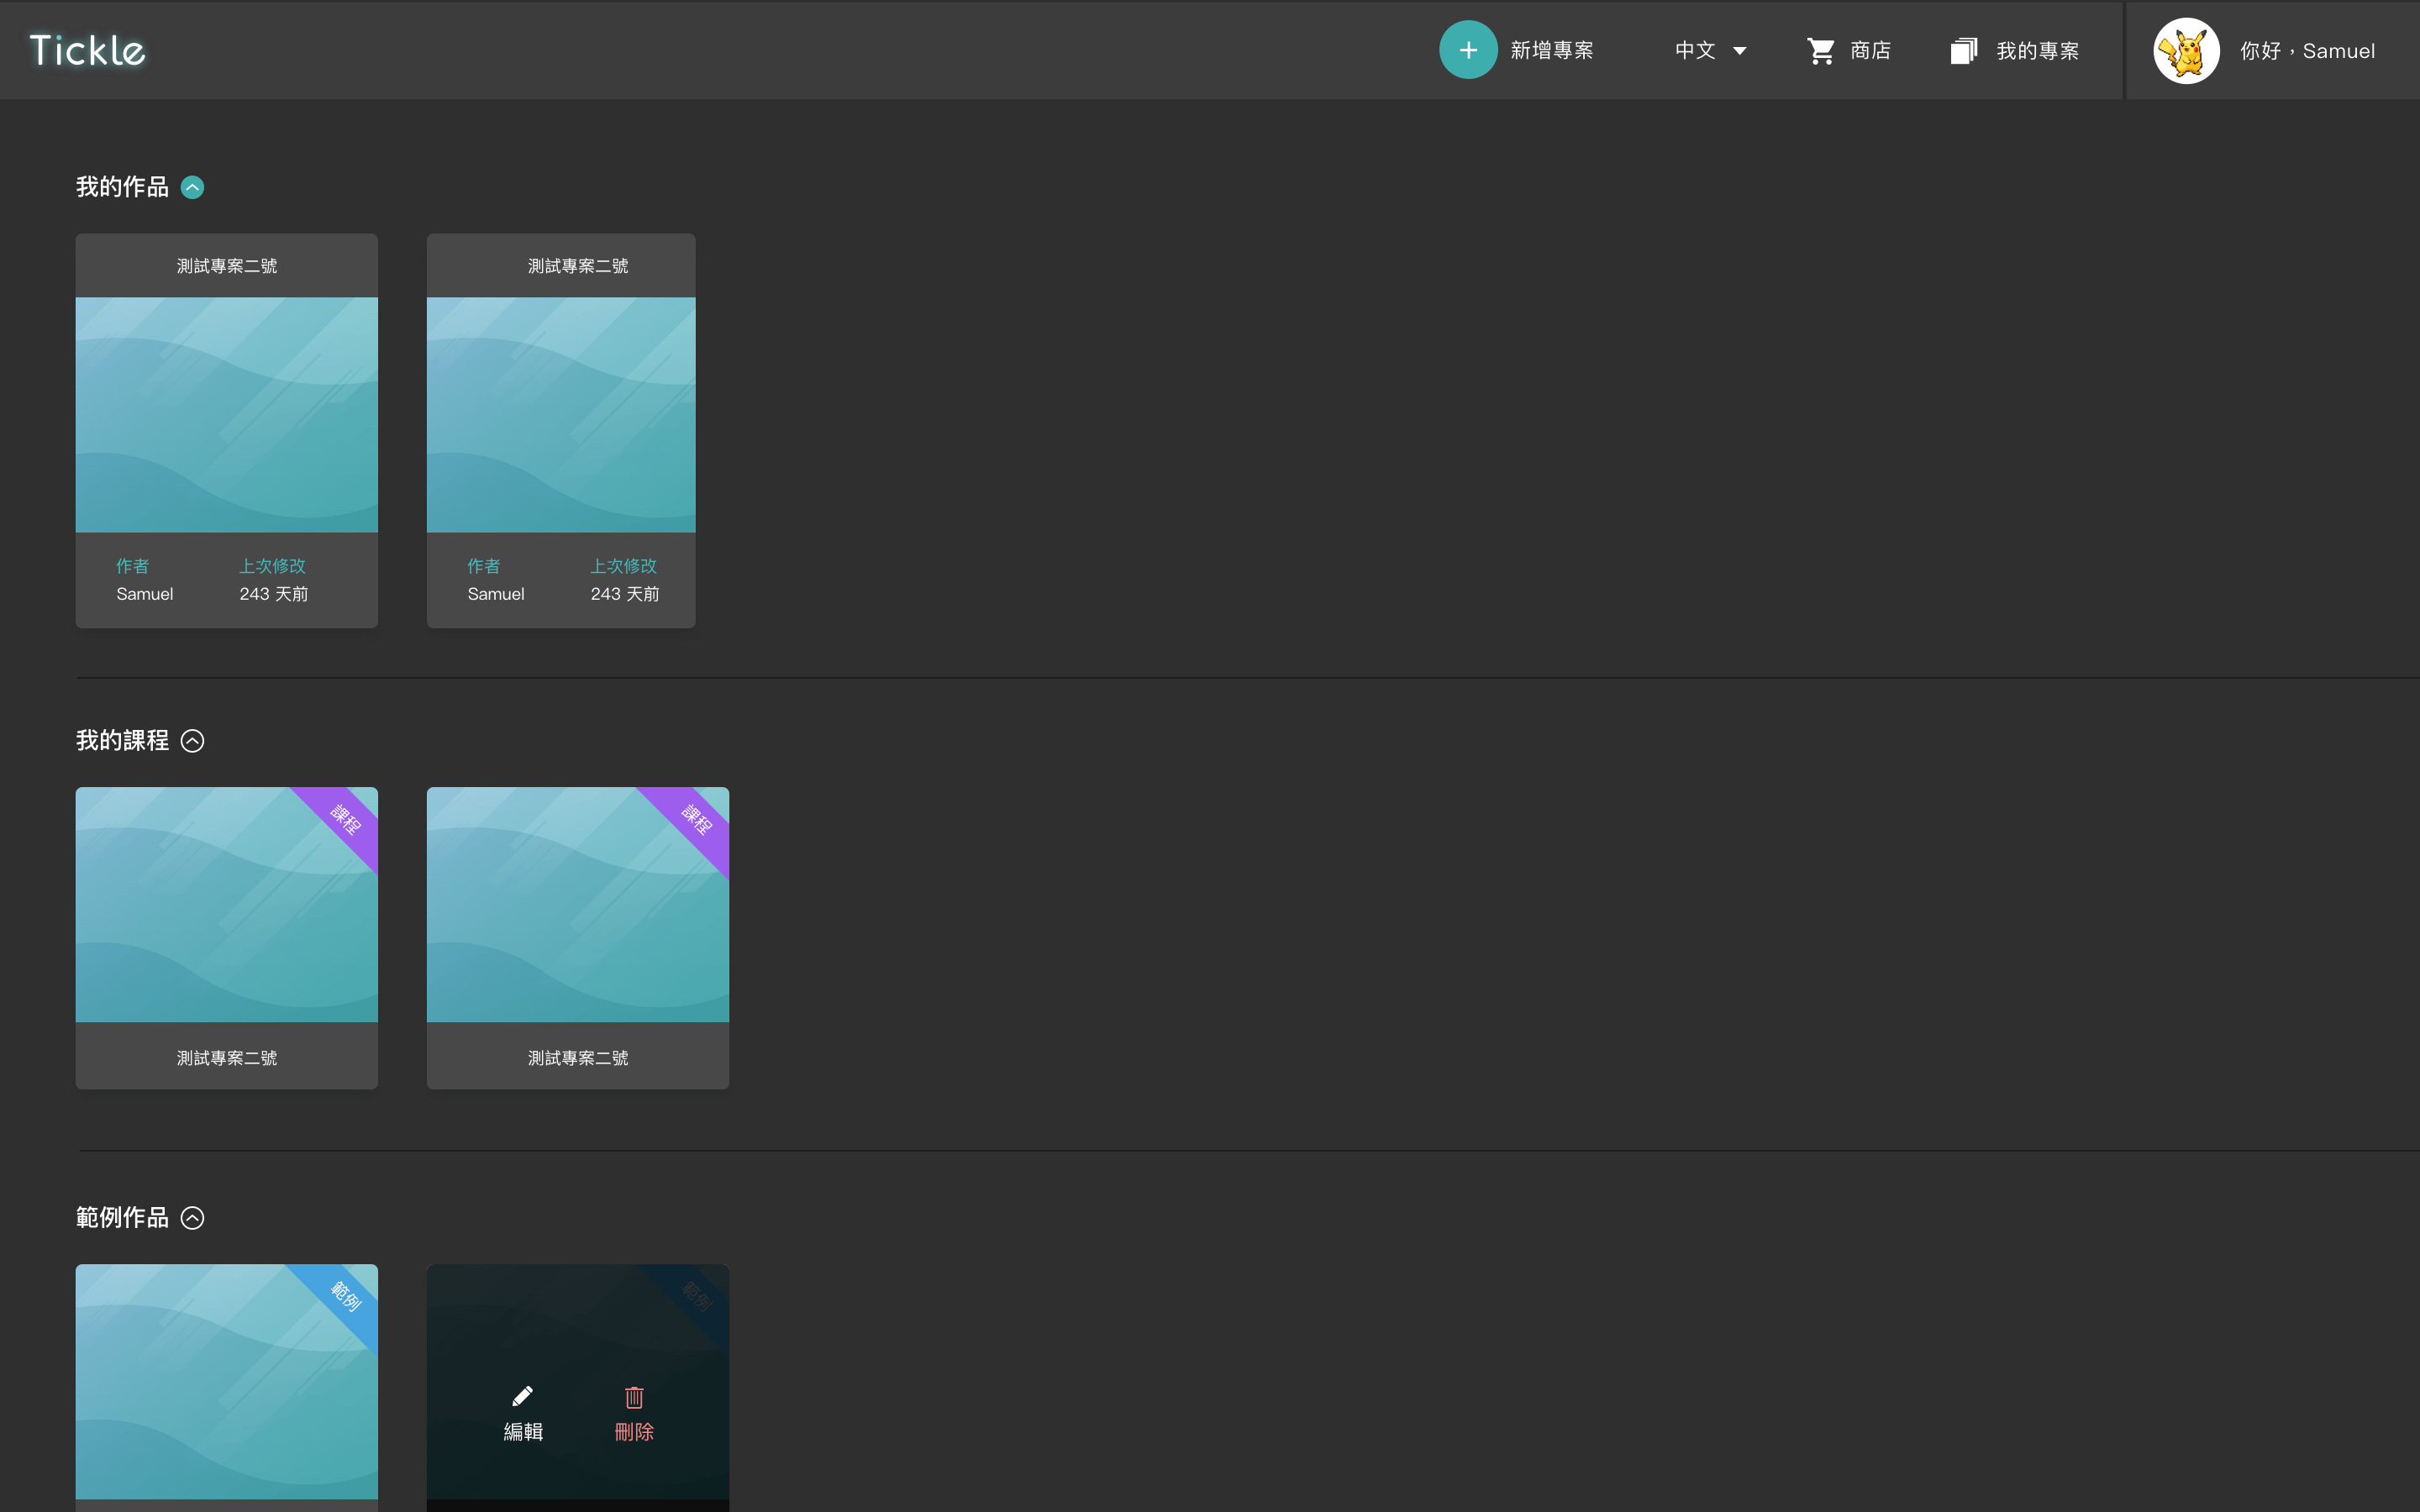 Tickle
新增專案
中文
商店
我的專案
你好，Samuel
我的作品
測試專案二號
測試專案二號
作者 上次修改
Samuel 243 天前
作者 上次修改
Samuel 243 天前
我的課程
課程
課程
測試專案二號
測試專案二號
範例作品
範例
範例
編輯
刪除